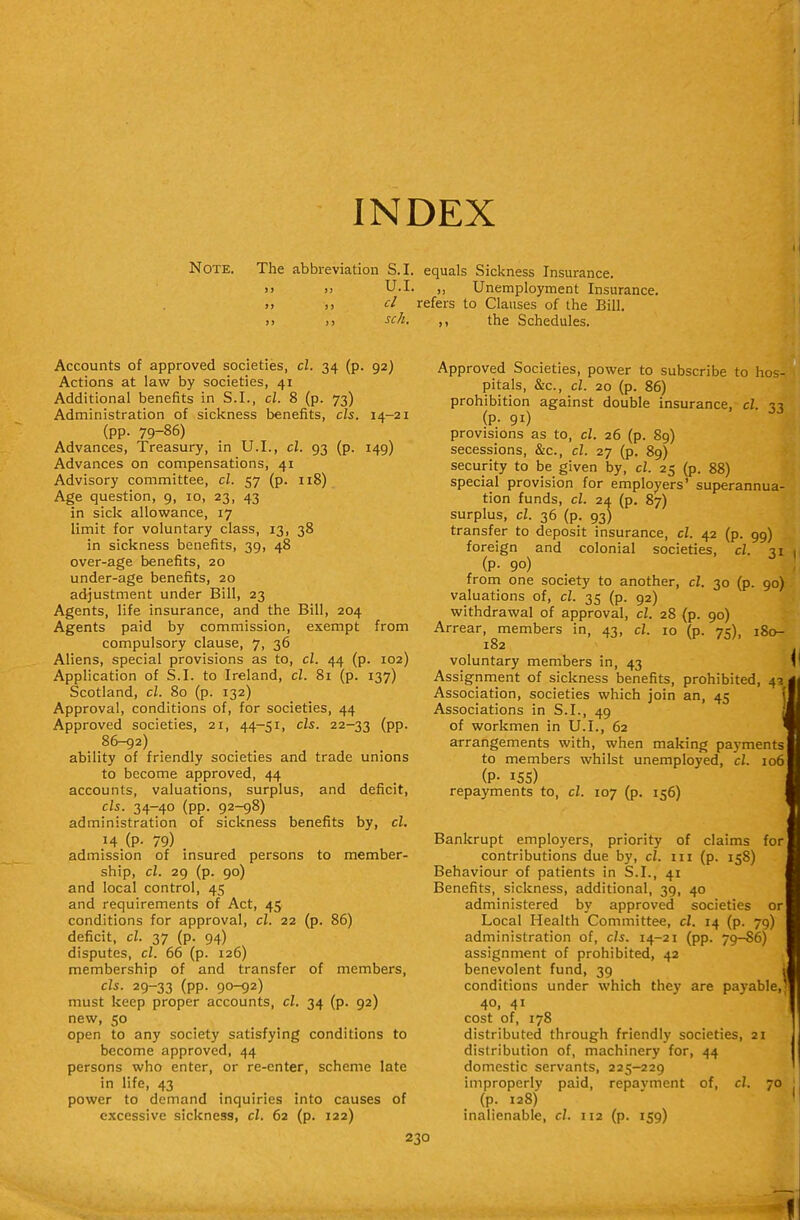 INDEX
NOTE. The abbreviation S.I. equals Sickness Insurance.
,, ,, U.I. ,, Unemployment Insurance.
,, ,, cl refers to Clauses of the Bill.
,, ,, sch. ,, the Schedules.
Accounts of approved societies, cl. 34 (p. 92)
Actions at law by societies, 41
Additional benefits in S.I., cl. 8 (p. 73)
Administration of sickness benefits, cls. 14-21
(pp. 79-86)
Advances, Treasury, in U.I., cl. 93 (p. 149)
Advances on compensations, 41
Advisory committee, cl. 57 (p. 118)
Age question, 9, 10, 23, 43
in sick allowance, 17
limit for voluntary class, 13, 38
in sickness benefits, 39, 48
over-age benefits, 20
under-age benefits, 20
adjustment under Bill, 23
Agents, life insurance, and the Bill, 204
Agents paid by commission, exempt from
compulsory clause, 7, 36
Aliens, special provisions as to, cl. 44 (p. 102)
Application of S.I. to Ireland, cl. 81 (p. 137)
Scotland, cl. 80 (p. 132)
Approval, conditions of, for societies, 44
Approved societies, 21, 44-51, cls. 22-33 (pp.
86-92)
ability of friendly societies and trade unions
to become approved, 44
accounts, valuations, surplus, and deficit,
cls. 34-40 (pp. 92-98)
administration of sickness benefits by, cl.
14 (p. 79)
admission of insured persons to member-
ship, cl. 29 (p. 90)
and local control, 45
and requirements of Act, 45
conditions for approval, cl. 22 (p. 86)
deficit, cl. 37 (p. 94)
disputes, cl. 66 (p. 126)
membership of and transfer of members,
cls. 29-33 (pp. 90-92)
must keep proper accounts, cl. 34 (p. 92)
new, 50
open to any society satisfying conditions to
become approved, 44
persons who enter, or re-enter, scheme late
in life, 43
power to demand inquiries into causes of
excessive sickness, cl. 62 (p. 122)
Approved Societies, power to subscribe to hos-
pitals, &c., cl. 20 (p. 86)
prohibition against double insurance, cl. 33
(p. 91)
provisions as to, cl. 26 (p. 89)
secessions, &c., cl. 27 (p. 89)
security to be given by, cl. 25 (p. 88)
special provision for employers' superannua-
tion funds, cl. 24 (p. 87)
surplus, cl. 36 (p. 93)
transfer to deposit insurance, cl. 42 (p. 99)
foreign and colonial societies, cl. 31
(p. 90)
from one society to another, cl. 30 (p. 90)
valuations of, cl. 35 (p. 92)
withdrawal of approval, cl. 28 (p. 90)
Arrear, members in, 43, cl. 10 (p. 75), 180-
182
voluntary members in, 43
Assignment of sickness benefits, prohibited, 42
Association, societies which join an, 45
Associations in S.I., 49
of workmen in U.I., 62
arrangements with, when making payments
to members whilst unemployed, cl. 106
(p. 155)
repayments to, cl. 107 (p. 156)
Bankrupt employers, priority of claims for
contributions due by, cl. 111 (p. 158)
Behaviour of patients in S.I., 41
Benefits, sickness, additional, 39, 40
administered by approved societies or
Local Health Committee, cl. 14 (p. 79)
administration of, cls. 14-21 (pp. 79-86)
assignment of prohibited, 42
benevolent fund, 39
conditions under which they are payable,
40, 41
cost of, 178
distributed through friendly societies, 21
distribution of, machinery for, 44
domestic servants, 225-229
improperly paid, repayment of, cl. 70
(p. 128)
inalienable, cl. 112 (p. 159)
230